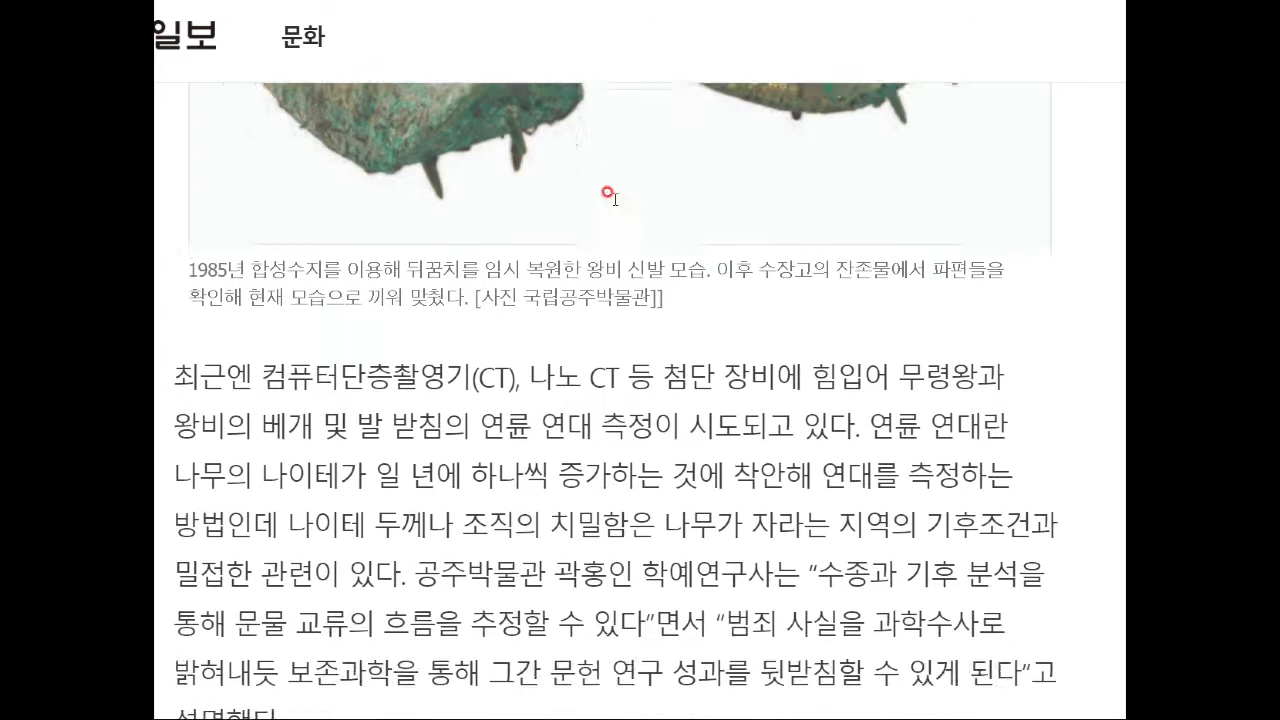 일보 문화
1985년 합성수지를 이용해 뒤꿈치를 임시 복원한 왕비 신발 모습. 이후 수장고의 잔존물에서 파편들을
확인해 현재 모습으로 끼워 맞췄다. [사진 국립공주박물관]]
최근엔 컴퓨터단층촬영기(CT), 나노 CT 등 첨단 장비에 힘입어 무령왕과
왕비의 베개 및 발 받침의 연륜 연대 측정이 시도되고 있다. 연륜 연대란
나무의 나이테가 일 년에 하나씩 증가하는 것에 착안해 연대를 측정하는
방법인데 나이테 두께나 조직의 치밀함은 나무가 자라는 지역의 기후조건과
밀접한 관련이 있다. 공주박물관 곽홍인 학예연구사는 “수종과 기후 분석을
통해 문물 교류의 흐름을 추정할 수 있다”면서 “범죄 사실을 과학수사로
밝혀내듯 보존과학을 통해 그간 문헌 연구 성과를 뒷받침할 수 있게 된다“고
설명했다.